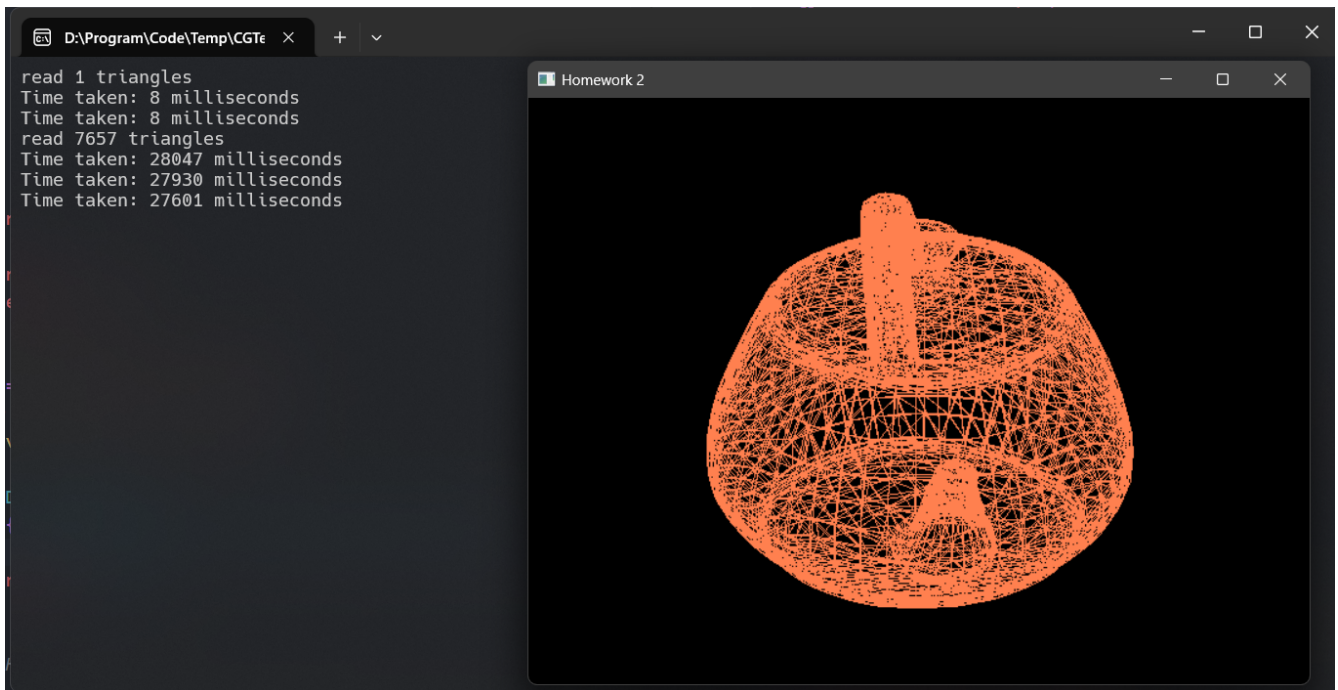 D:\Program\Code\Temp\CGTe
read 1 triangles
Time taken: 8 milliseconds
Time taken: 8 milliseconds
read 7657 triangles
Time taken: 28047 milliseconds
Time taken: 27930 milliseconds
Time taken: 27601 milliseconds
Homework 2